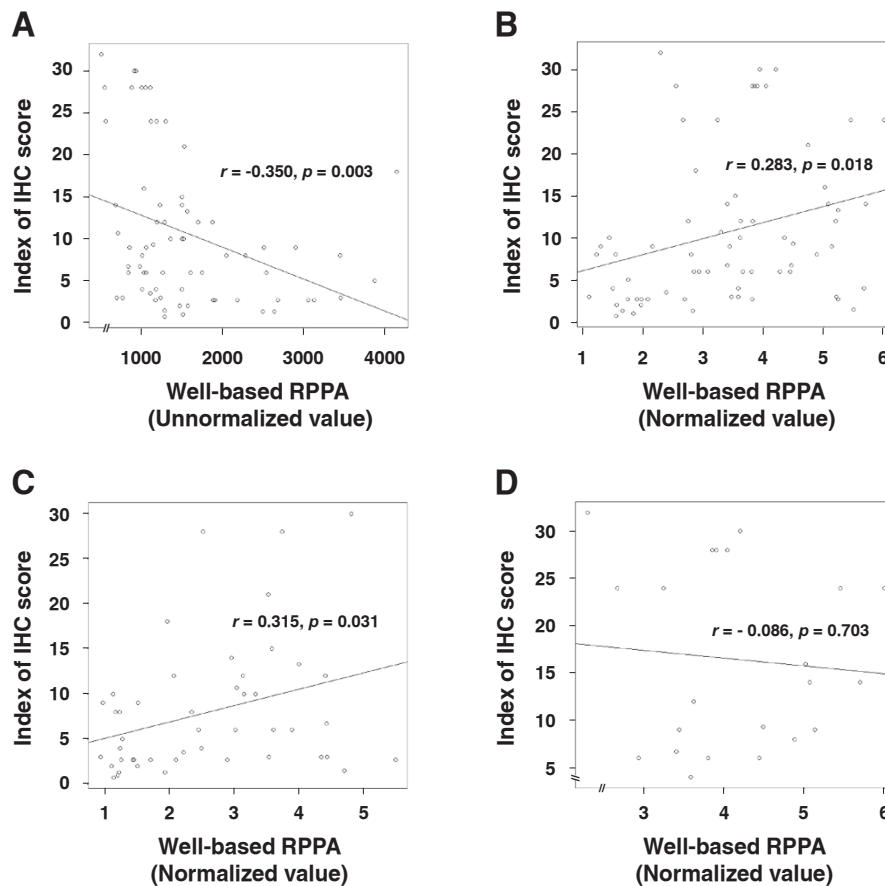 A
B
Index of IHC score
30
25
20
15
10
5
0
r = -0.350, p = 0.003
1000
2000
3000
4000
Well-based RPPA
(Unnormalized value)
Index of IHC score
30
25
20
15
10
5
0
r = 0.283, p = 0.018
1
2
3
4
5
6
Well-based RPPA
(Normalized value)
C
D
Index of IHC score
30
25
20
15
10
5
0
r = 0.315, p = 0.031
1
2
3
4
5
Well-based RPPA
(Normalized value)
Index of IHC score
30
25
20
15
10
5
r = - 0.086, p = 0.703
3
4
5
6
Well-based RPPA
(Normalized value)